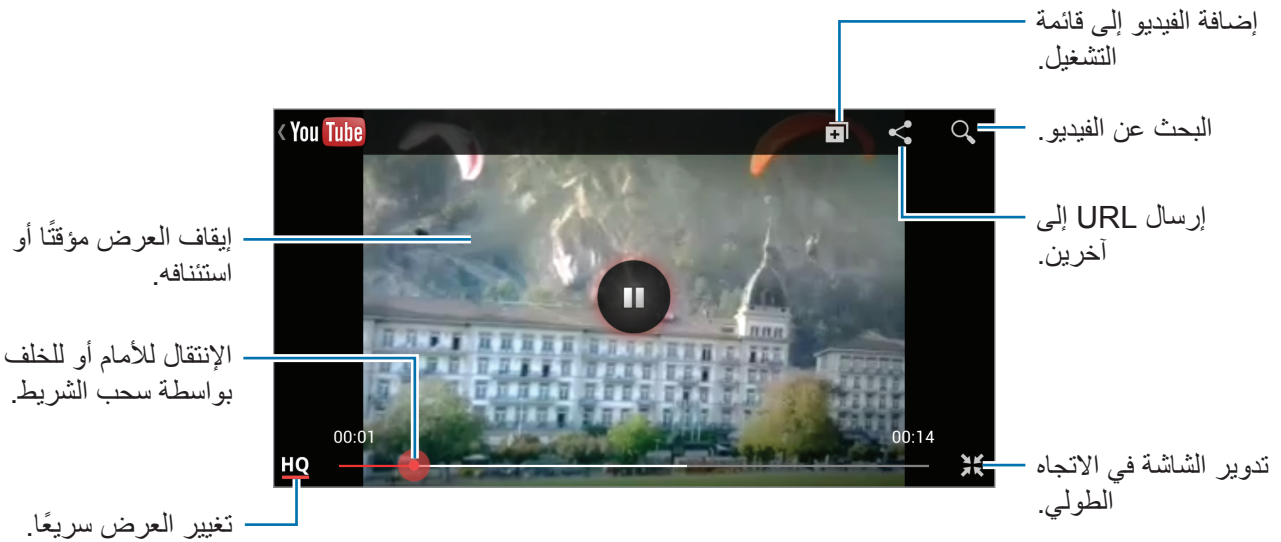 إضافة الفيديو إلى قائمة
التشغيل.
البحث عن الفيديو.
إرسال URL إلى
آخرين.
تدوير الشاشة في الاتجاه
الطولي.
You Tube
إيقاف العرض مؤقتًا أو
استئنافه.
الإنتقال للأمام أو للخلف
بواسطة سحب الشريط.
تغيير العرض سريعًا.
00:01
00:14
HQ